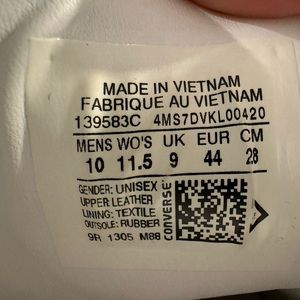 MADE IN VIETNAM
FABRIQUE AU VIETNAM
139583C 4MS7DVKL00420
MENS WO'S UK EUR CM
10 11.5 9 44 28
GENDER: UNISEX
UPPER LEATHER
LINING: TEXTILE
OUTSOLE: RUBBER
9R 1305 M88
CONVERSE